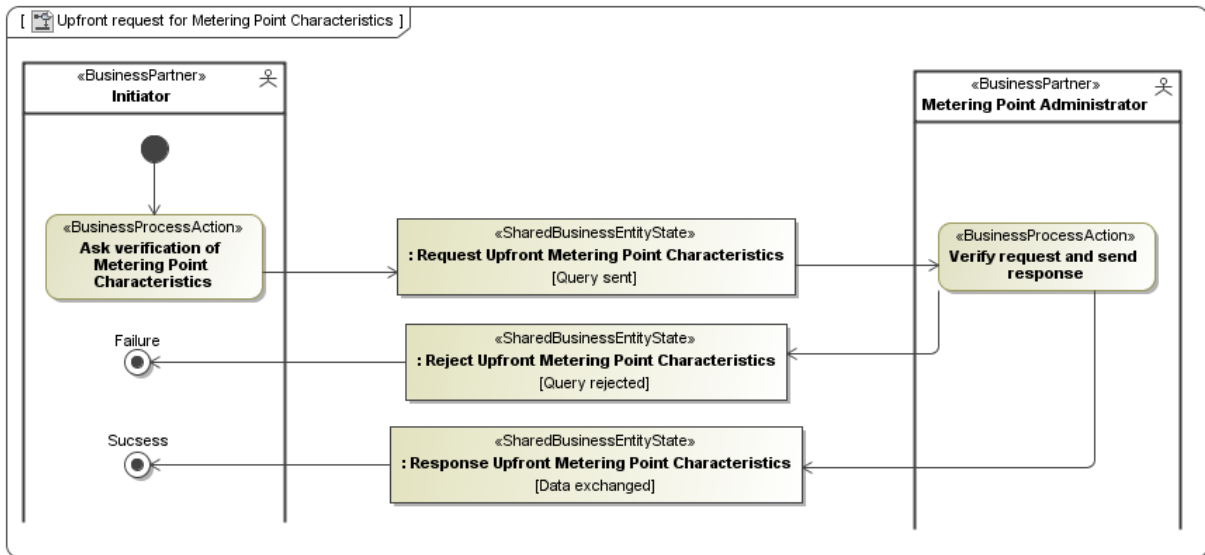 [ Upfront request for Metering Point Characteristics ]
«BusinessPartner»
Initiator
«BusinessPartner»
Metering Point Administrator
«BusinessProcessAction»
Ask verification of
Metering Point
Characteristics
«SharedBusinessEntityState»
: Request Upfront Metering Point Characteristics
[Query sent]
«BusinessProcessAction»
Verify request and send
response
Failure
«SharedBusinessEntityState»
: Reject Upfront Metering Point Characteristics
[Query rejected]
Sucsess
«SharedBusinessEntityState»
: Response Upfront Metering Point Characteristics
[Data exchanged]